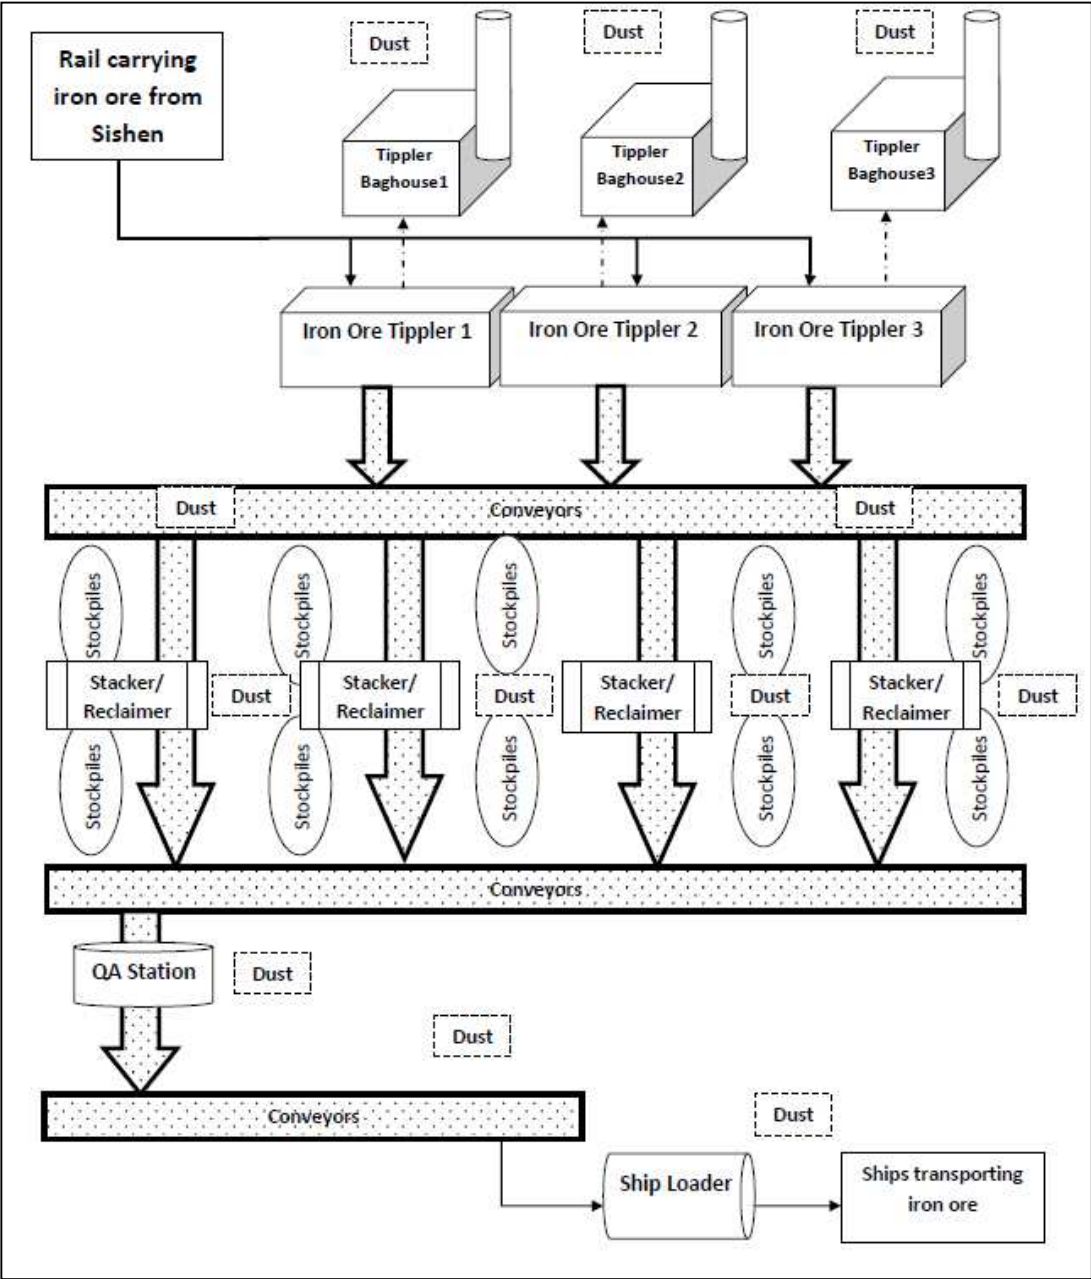 Dust
Dust
Dust
Rail carrying
iron ore from
Sishen
Tippler
Baghouse1
Tippler
Baghouse2
Tippler
Baghouse3
Iron Ore Tippler 1
Iron Ore Tippler 2
Iron Ore Tippler 3
Dust
Conveyors
Dust
Stockpiles
Stockpiles
Stockpiles
Stockpiles
Stockpiles
Stacker/
Reclaimer
Dust
Stacker/
Reclaimer
Dust
Stacker/
Reclaimer
Dust
Stacker/
Reclaimer
Dust
Stockpiles
Stockpiles
Stockpiles
Stockpiles
Stockpiles
Conveyors
QA Station
Dust
Dust
Conveyors
Dust
Ship Loader
Ships transporting
iron ore